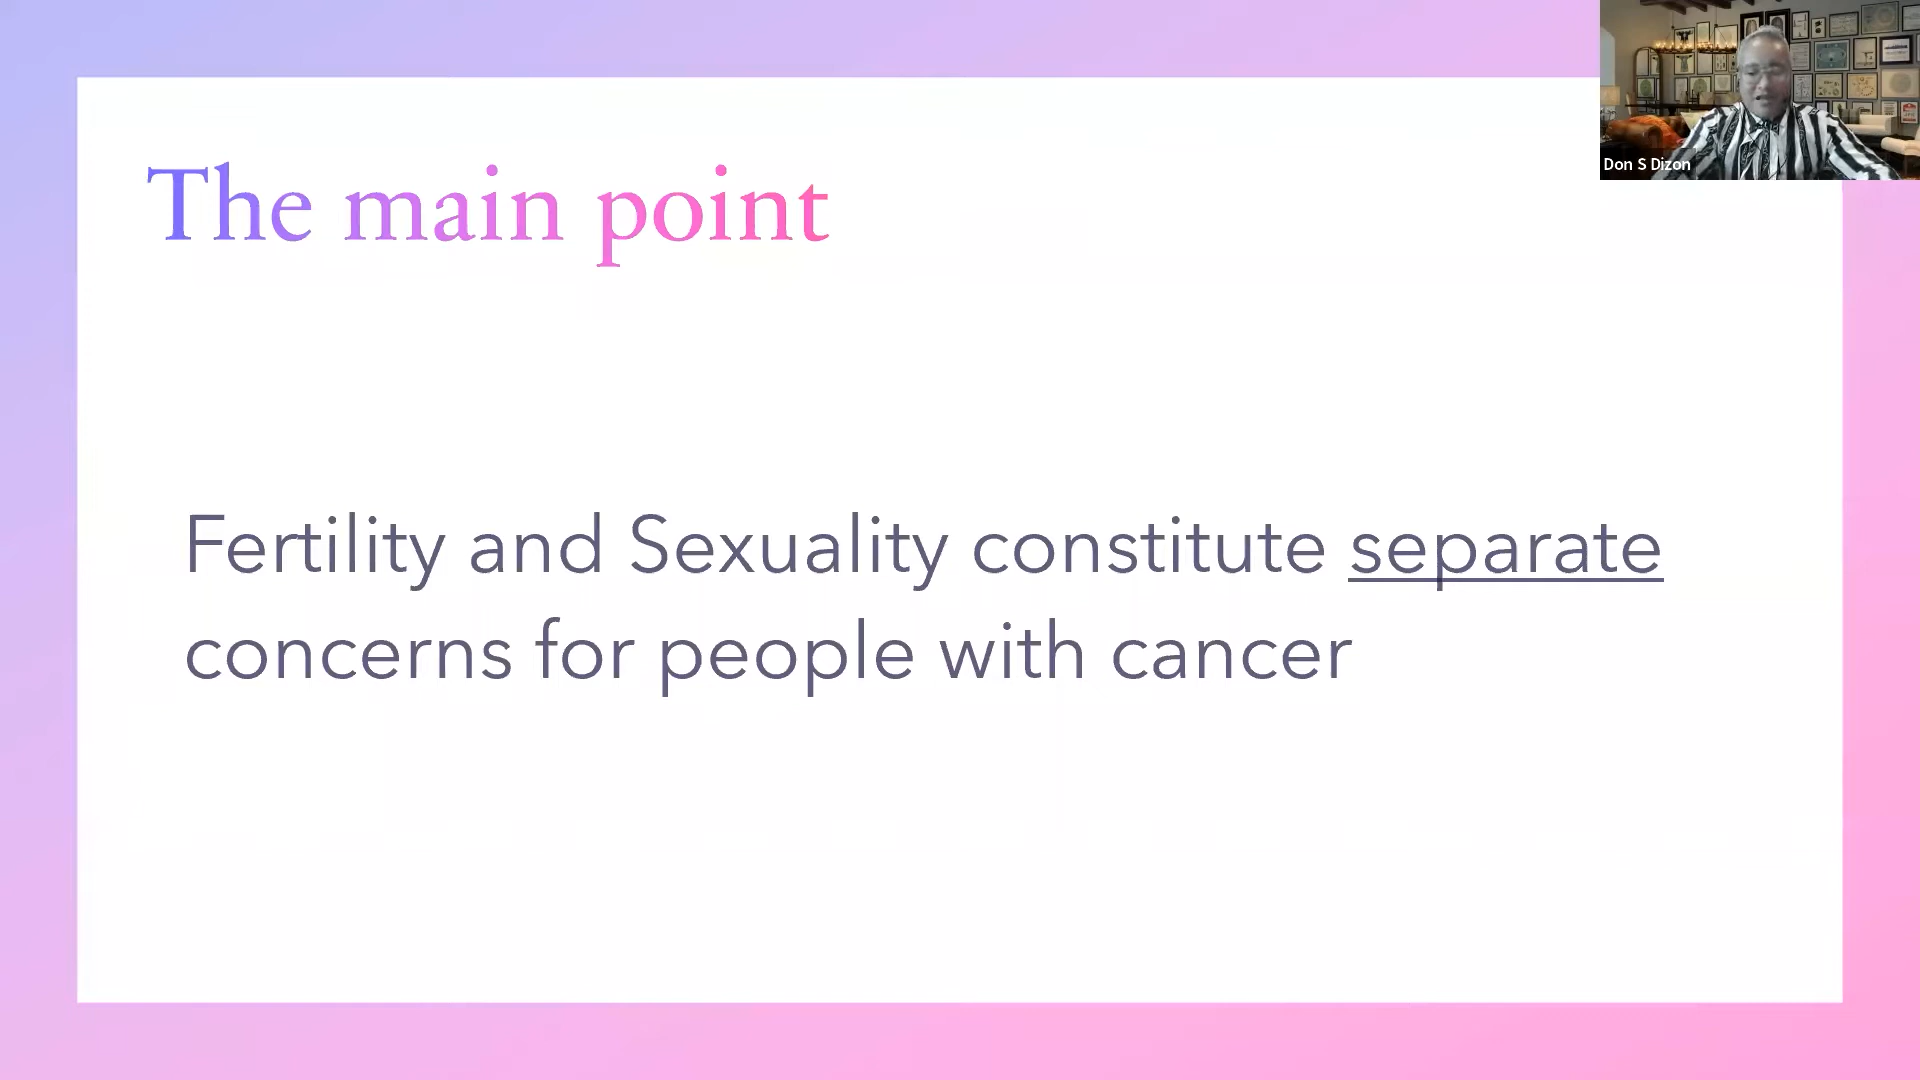 The main point
Don S Dizon
Fertility and Sexuality constitute separate
concerns for people with cancer